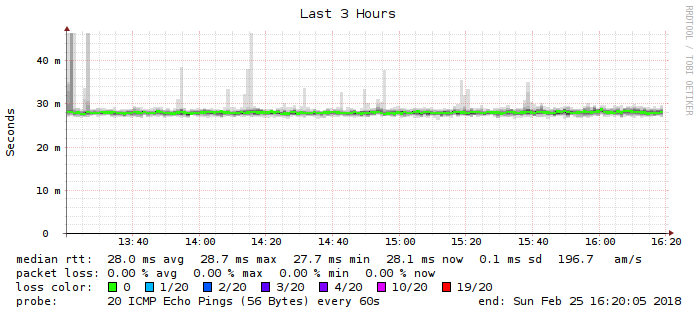 Last 3 Hours
RRDTOOL / TOBI OETIKER
Seconds
40 m
30 m
20 m
10 m
0
13:40 14:00 14:20 14:40 15:00 15:20 15:40 16:00 16:20
median rtt: 28.0 ms avg 28.7 ms max 27.7 ms min 28.1 ms now 0.1 ms sd 196.7 am/s
packet loss: 0.00 % avg 0.00 % max 0.00 % min 0.00 % now
loss color: 0 1/20 2/20 3/20 4/20 10/20 19/20
probe: 20 ICMP Echo Pings (56 Bytes) every 60s end: Sun Feb 25 16:20:05 2018